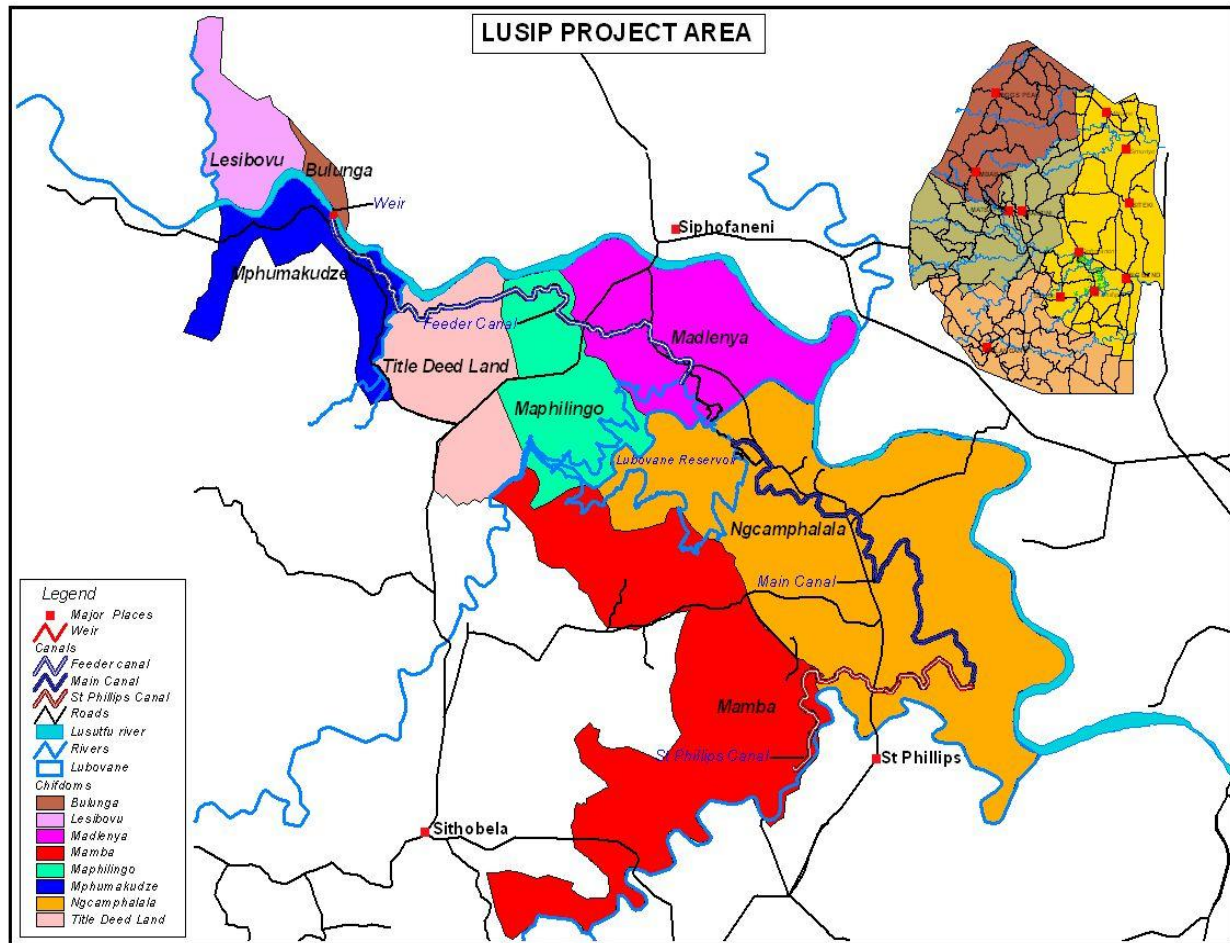 LUSIP PROJECT AREA
Lesibovu
Bulunga
Weir
Siphofaneni
Mphumakudze
Feeder Canal
Madlenya
Title Deed Land
Maphilingo
Lubovane Reservoir
Ngcamphalala
Main Canal
Mamba
St Phillips Canal
St Phillips
Sithobela
Legend
Major Places
Weir
Canals
Feeder canal
Main Canal
St Phillips Canal
Roads
Lusutfu river
Rivers
Lubovane
Chifdoms
Bulunga
Lesibovu
Madlenya
Mamba
Maphilingo
Mphumakudze
Ngcamphalala
Title Deed Land